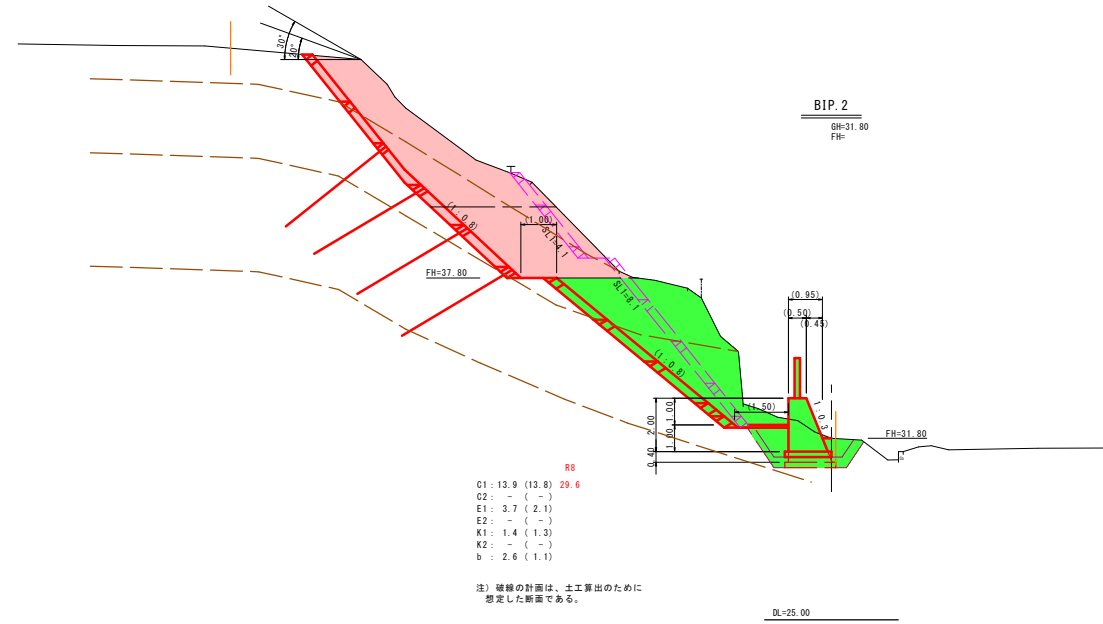 30°
20°
BIP.2
GH=31.80
FH=
(1:0.8)
(1.00)
SL1=4.1
FH=37.80
SL1=8.1
(0.95)
(0.50)
(0.45)
(1:0.8)
(1.50)
1:0.3
1.00
2.00
1.00
0.40
FH=31.80
R8
C1: 13.9 (13.8) 29.6
C2: - ( - )
E1: 3.7 ( 2.1)
E2: - ( - )
K1: 1.4 ( 1.3)
K2: - ( - )
b : 2.6 ( 1.1)
注) 破線の計画は、土工算出のために
想定した断面である。
DL=25.00